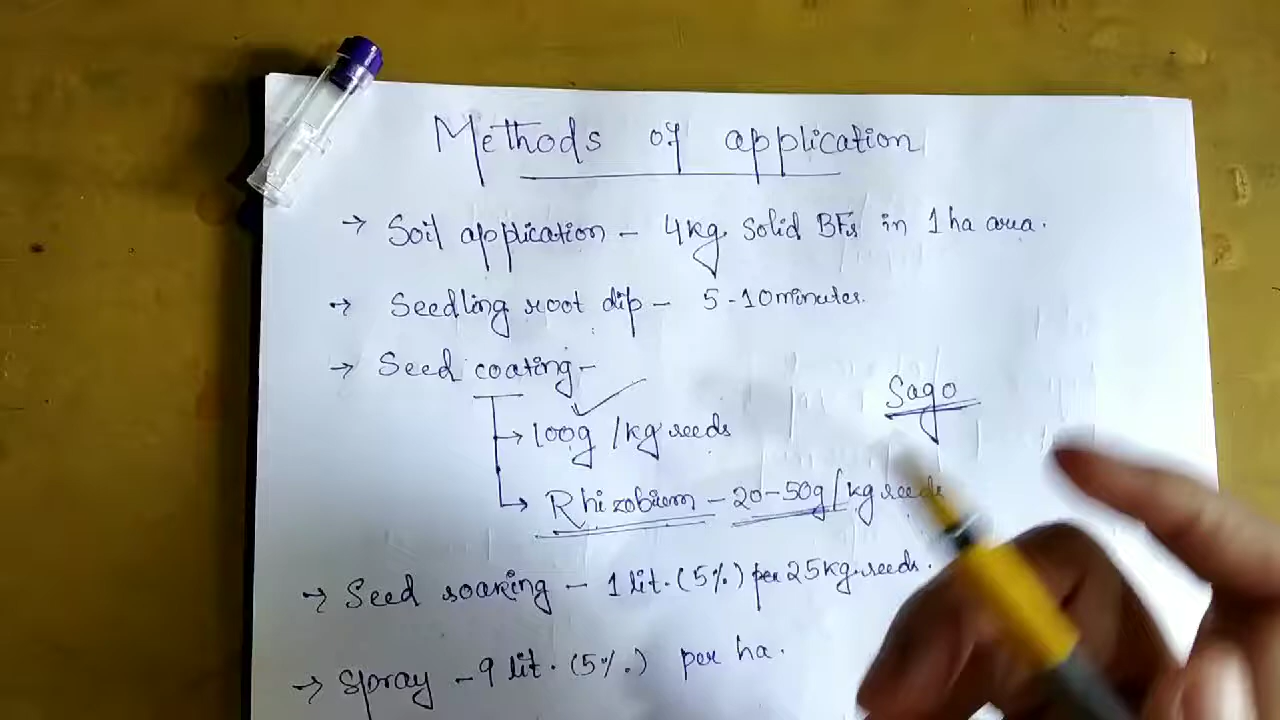 Methods of application
→ Soil application - 4kg solid BFs in 1 ha area.
→ Seedling root dip - 5-10minutes.
→ Seed coating -
Sago
→ 100g /kg seeds
→ Rhizobium - 20-50g/kg seeds
→ Seed soaking - 1 lit. (5%) per 25kg.seeds.
→ Spray - 9 lit. (5%) per ha.